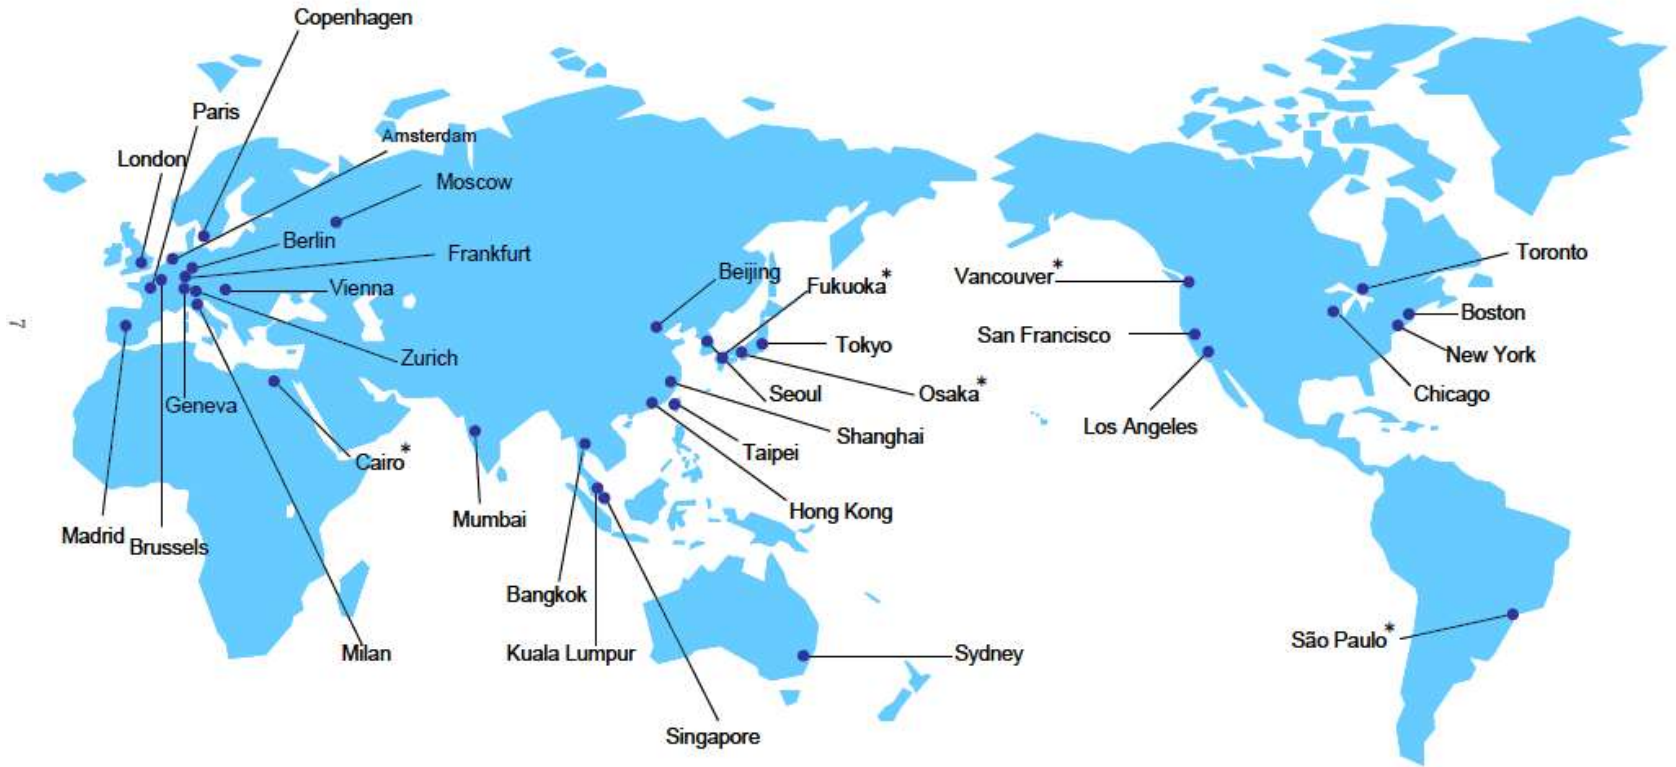 Copenhagen
Paris
Amsterdam
London
Moscow
Berlin
Frankfurt
Vienna
Zurich
Geneva
Cairo*
Madrid
Brussels
Milan
Beijing
Fukuoka*
Tokyo
Seoul
Osaka*
Shanghai
Taipei
Hong Kong
Mumbai
Bangkok
Kuala Lumpur
Singapore
Sydney
Vancouver*
San Francisco
Los Angeles
Toronto
Boston
New York
Chicago
São Paulo*
7